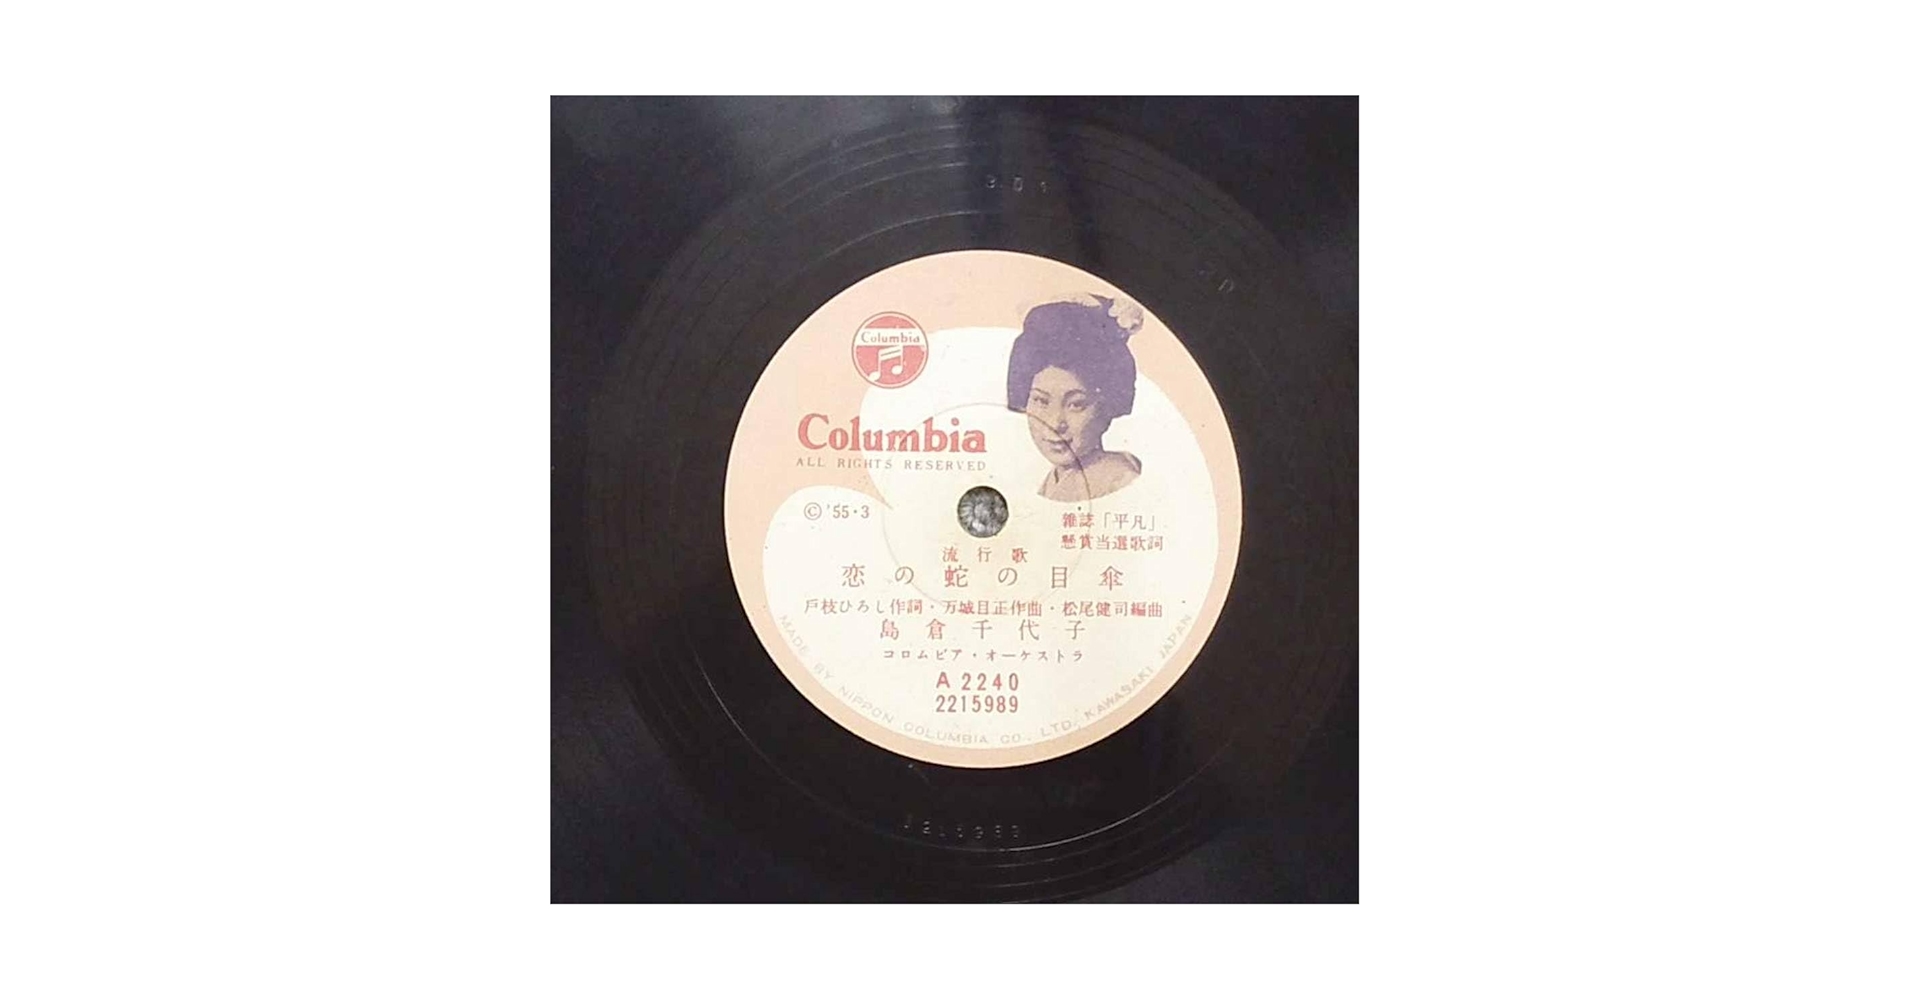 Columbia
Columbia
ALL RIGHTS RESERVED
©'55・3
雑誌「平凡」
懸賞当選歌詞
流行歌
恋の蛇の目傘
戸枝ひろし作詞・万城目正作曲・松尾健司編曲
島倉千代子
コロムビア・オーケストラ
A2240
2215989
MADE BY NIPPON COLUMBIA CO., LTD. KAWASAKI JAPAN